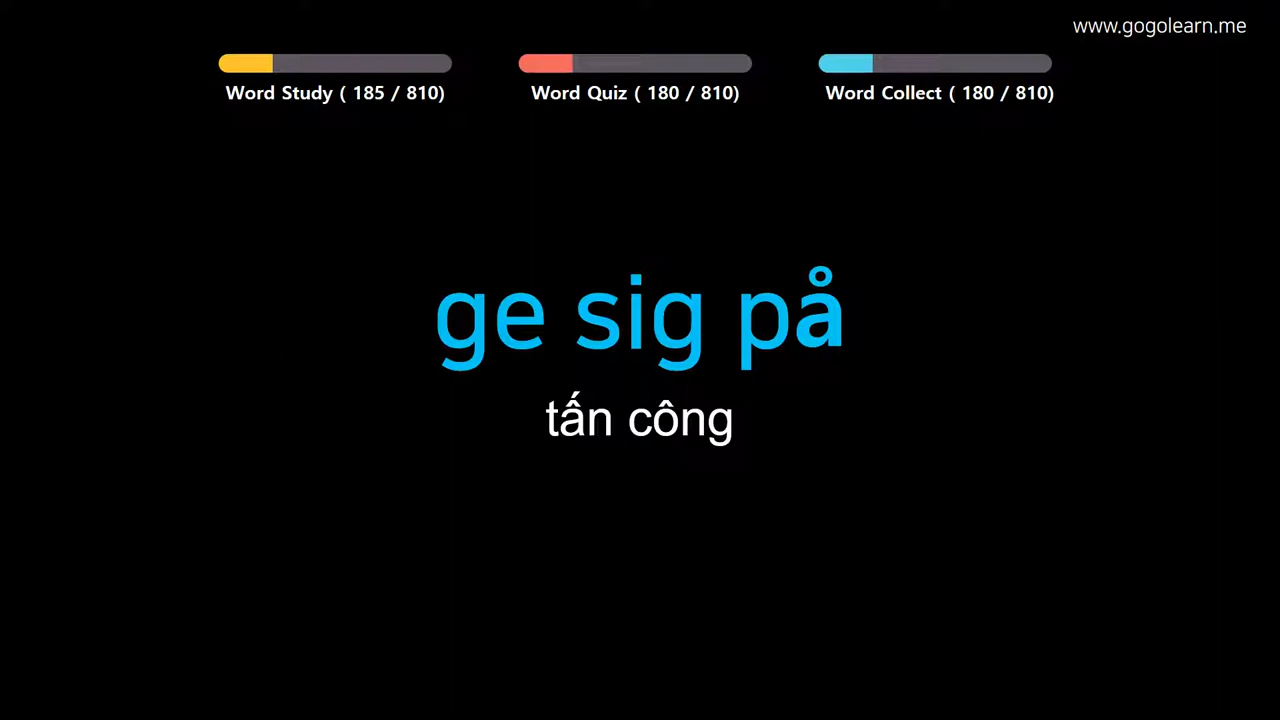 www.gogolearn.me
Word Study ( 185 / 810)
Word Quiz ( 180 / 810)
Word Collect ( 180 / 810)
ge sig på
tấn công